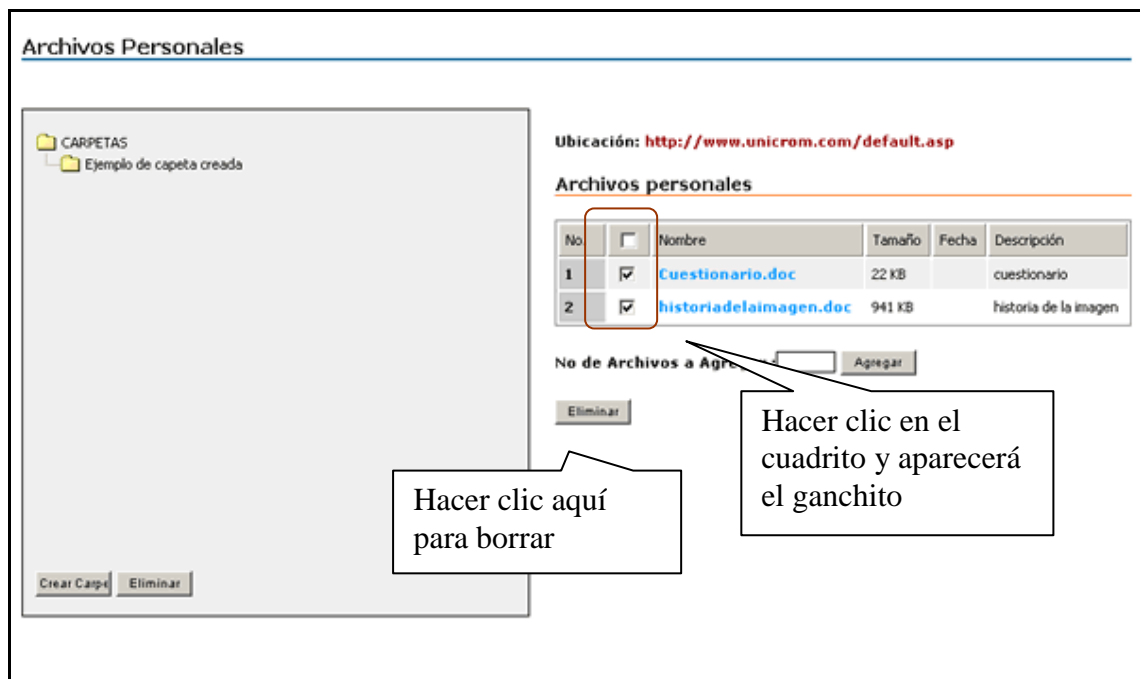 Archivos Personales
CARPETAS
Ejemplo de capeta creada
Crear Carpe
Eliminar
Ubicación: http://www.unicrom.com/default.asp
Archivos personales
No. Nombre Tamaño Fecha Descripción
1 Cuestionario.doc 22 KB cuestionario
2 historiadelaimagen.doc 941 KB historia de la imagen
No de Archivos a Agregar: Agregar
Eliminar
Hacer clic en el
cuadrito y aparecerá
el ganchito
Hacer clic aquí
para borrar